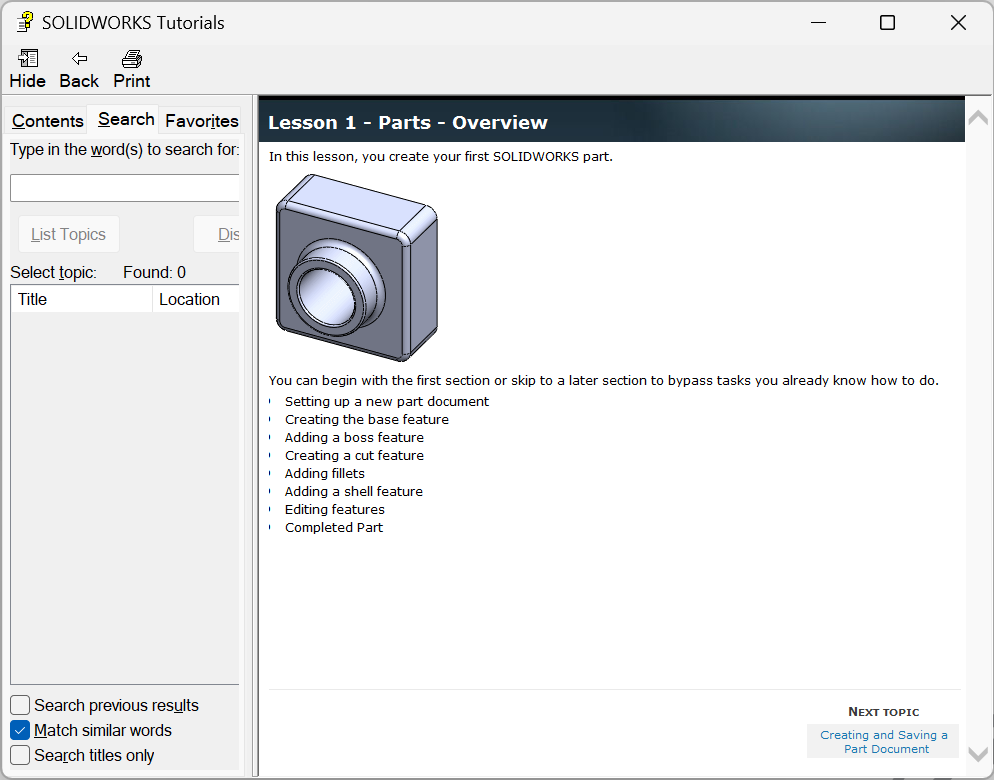 SOLIDWORKS Tutorials
Hide Back Print
Contents Search Favorites
Type in the word(s) to search for:
List Topics Dis
Select topic: Found: 0
Title Location
Search previous results
Match similar words
Search titles only
Lesson 1 - Parts - Overview
In this lesson, you create your first SOLIDWORKS part.
You can begin with the first section or skip to a later section to bypass tasks you already know how to do.
Setting up a new part document
Creating the base feature
Adding a boss feature
Creating a cut feature
Adding fillets
Adding a shell feature
Editing features
Completed Part
NEXT TOPIC
Creating and Saving a
Part Document